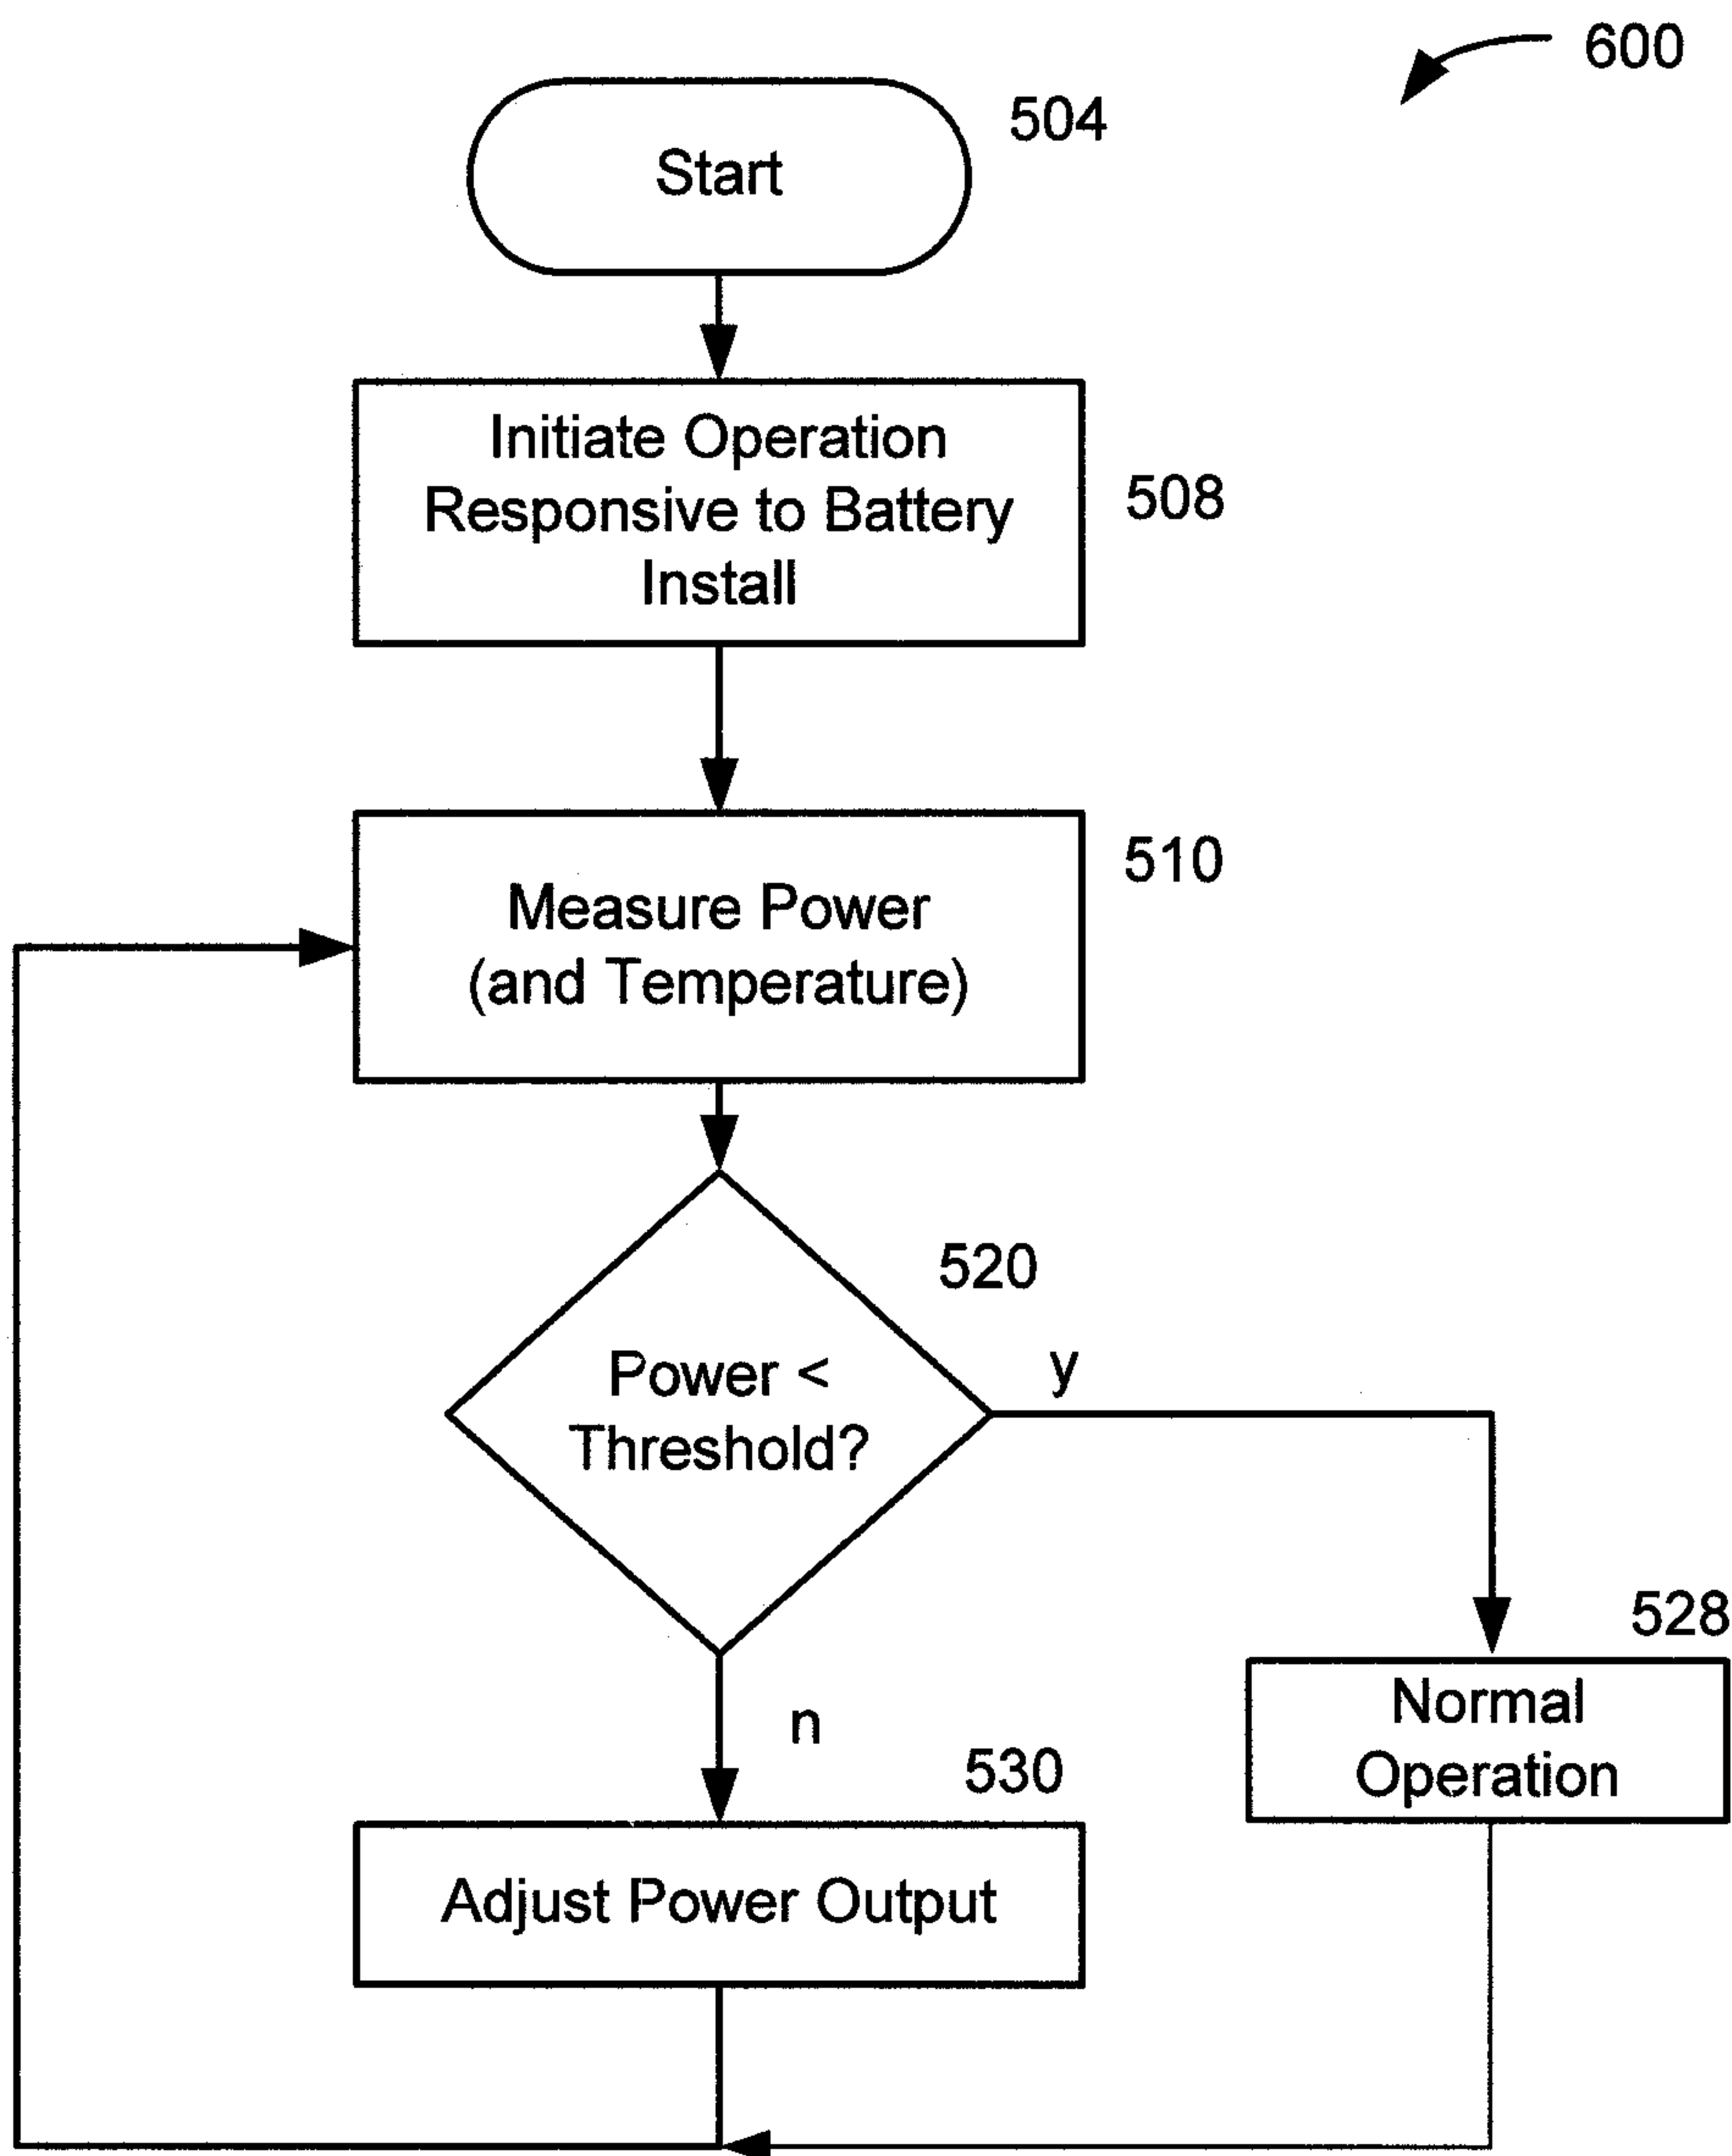 600
504
Start
Initiate Operation
Responsive to Battery
Install
508
510
Measure Power
(and Temperature)
520
Power <
Threshold?
y
528
Normal
Operation
n
530
Adjust Power Output